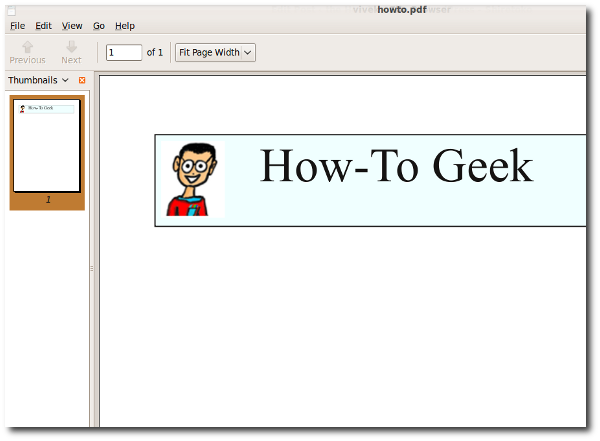 howto.pdf
File Edit View Go Help
Previous Next 1 of 1 Fit Page Width
Thumbnails
How-To Geek
1
How-To Geek